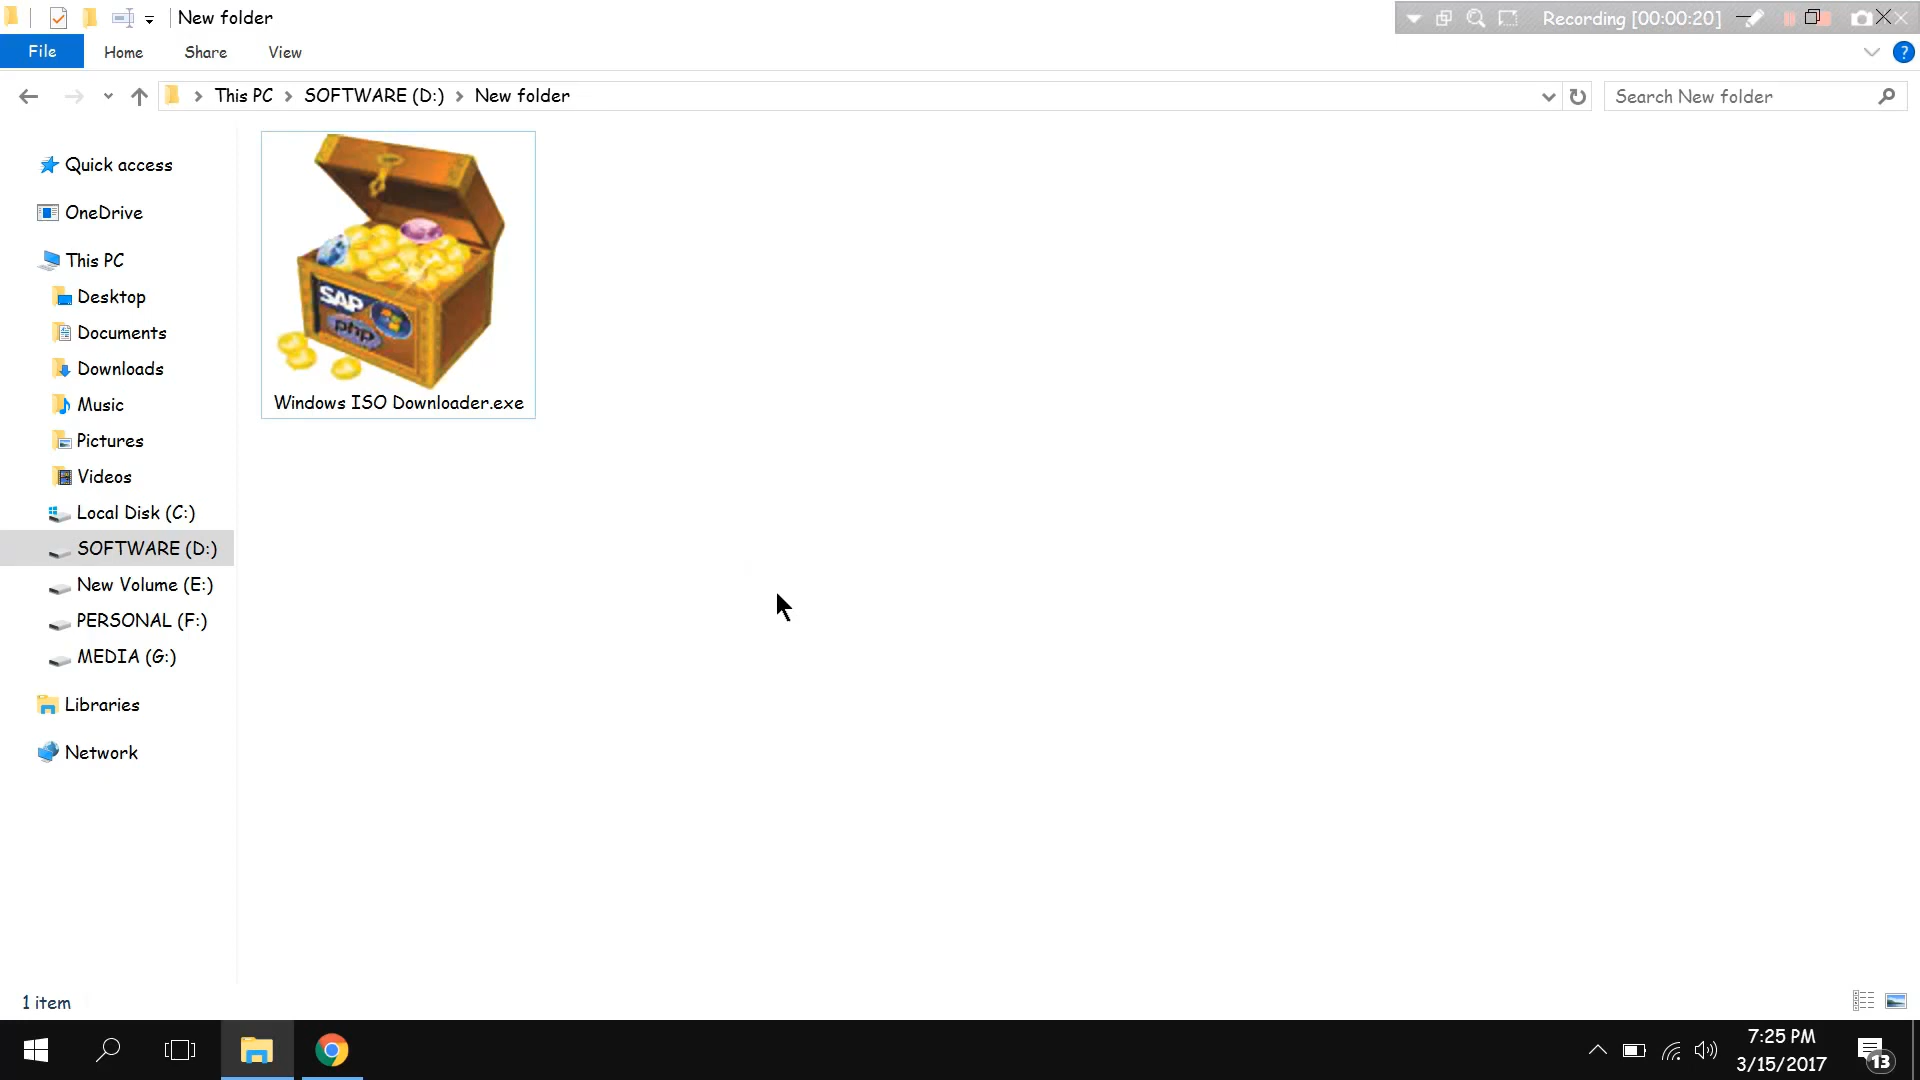 New folder
Recording [00:00:20]
File
Home
Share
View
This PC
SOFTWARE (D:)
New folder
Search New folder
Quick access
OneDrive
This PC
Desktop
Documents
Downloads
Music
Pictures
Videos
Local Disk (C:)
SOFTWARE (D:)
New Volume (E:)
PERSONAL (F:)
MEDIA (G:)
Libraries
Network
SAP
php
Windows ISO Downloader.exe
1 item
7:25 PM
3/15/2017
13